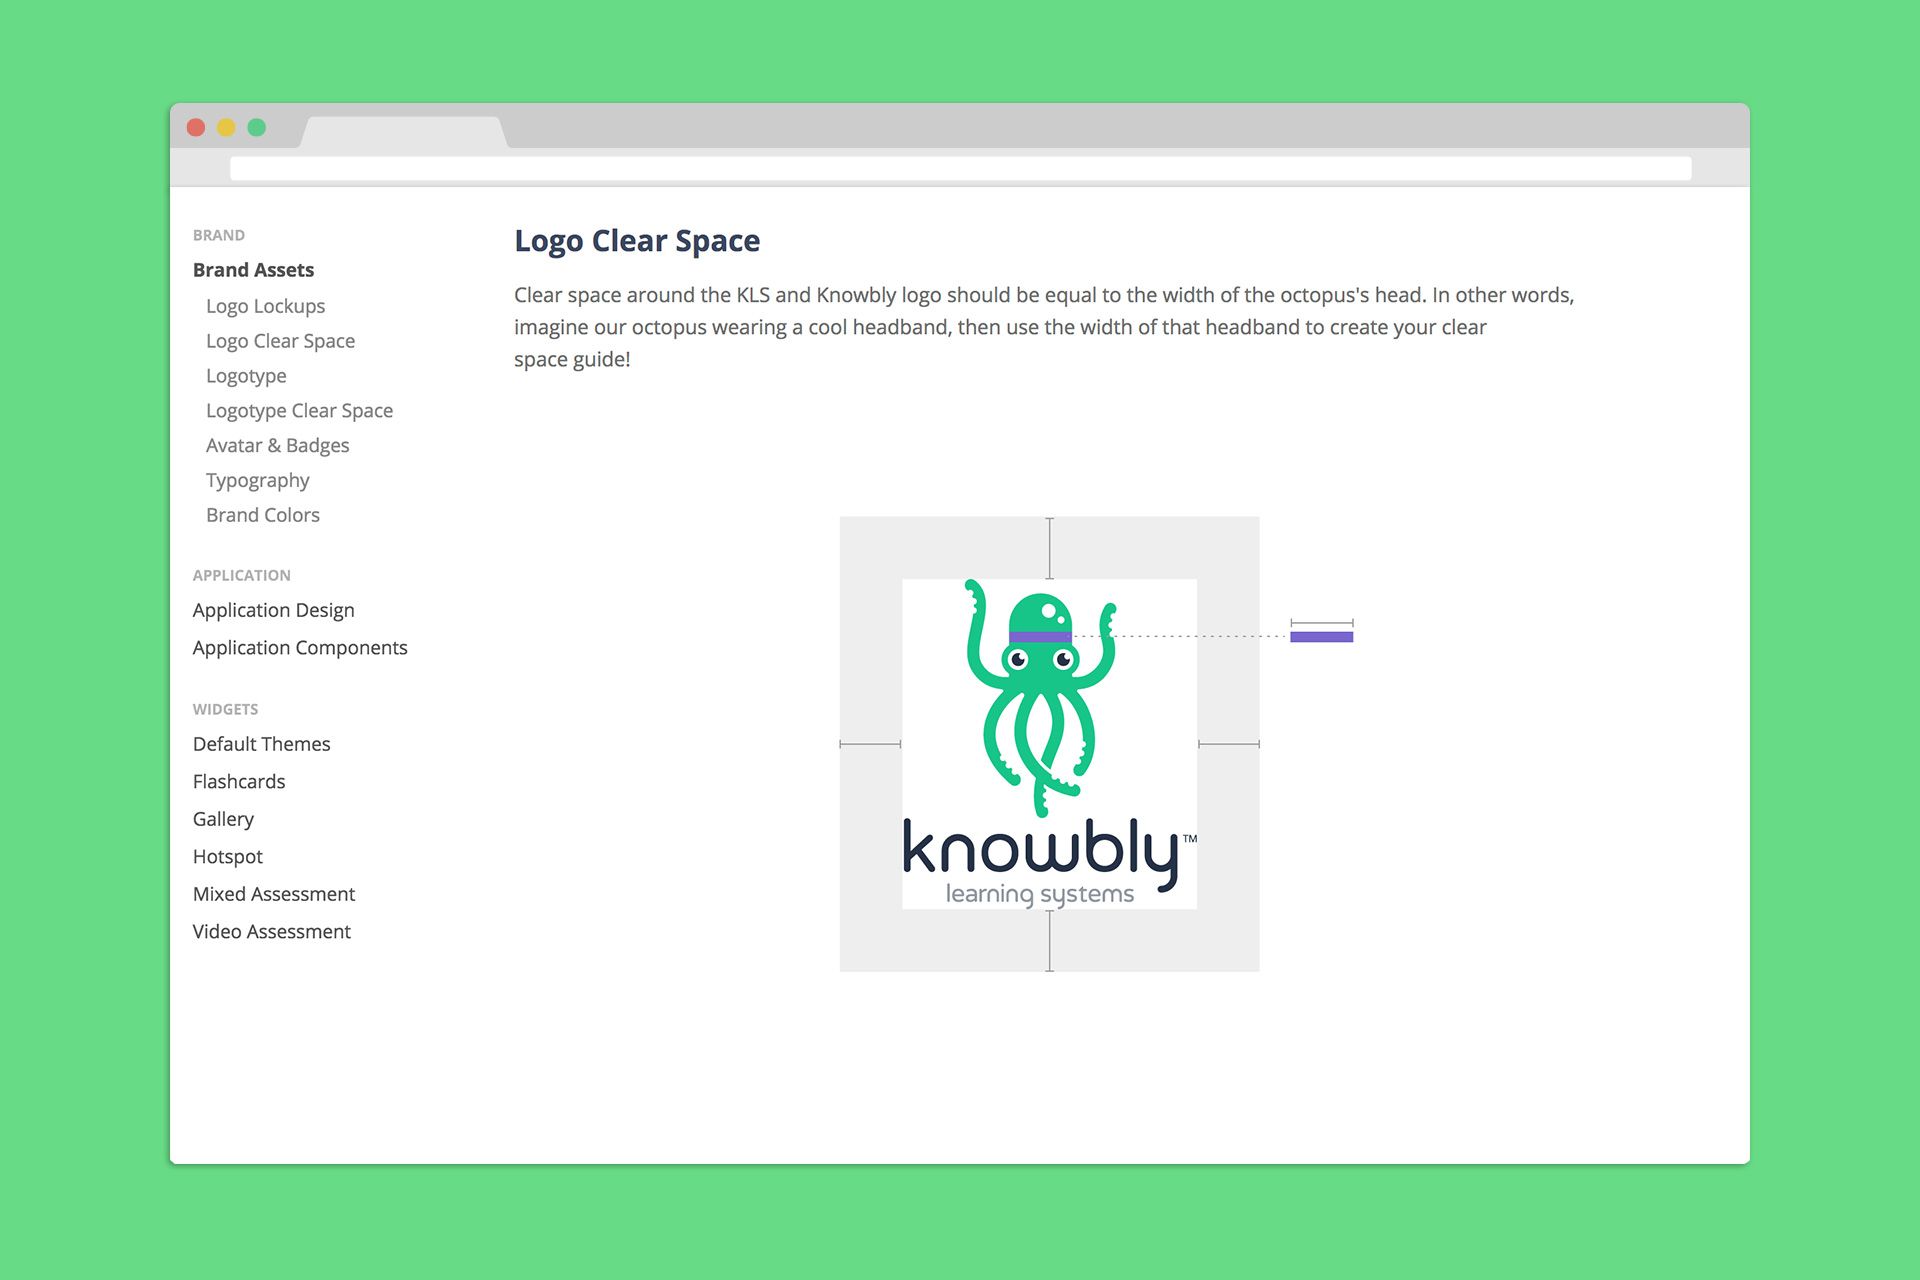 BRAND
Brand Assets
Logo Lockups
Logo Clear Space
Logotype
Logotype Clear Space
Avatar & Badges
Typography
Brand Colors
APPLICATION
Application Design
Application Components
WIDGETS
Default Themes
Flashcards
Gallery
Hotspot
Mixed Assessment
Video Assessment
Logo Clear Space
Clear space around the KLS and Knowbly logo should be equal to the width of the octopus's head. In other words,
imagine our octopus wearing a cool headband, then use the width of that headband to create your clear
space guide!
knowbly™
learning systems